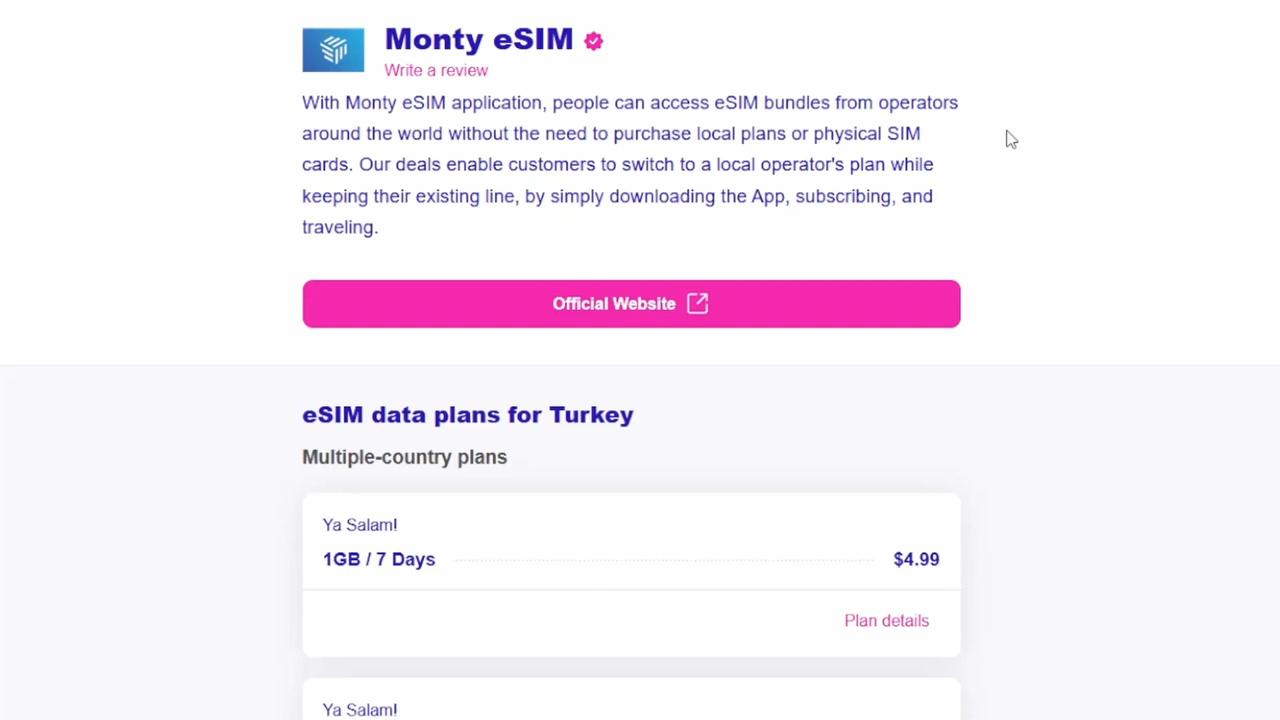 Monty eSIM
Write a review
With Monty eSIM application, people can access eSIM bundles from operators
around the world without the need to purchase local plans or physical SIM
cards. Our deals enable customers to switch to a local operator's plan while
keeping their existing line, by simply downloading the App, subscribing, and
traveling.
Official Website
eSIM data plans for Turkey
Multiple-country plans
Ya Salam!
1GB / 7 Days $4.99
Plan details
Ya Salam!